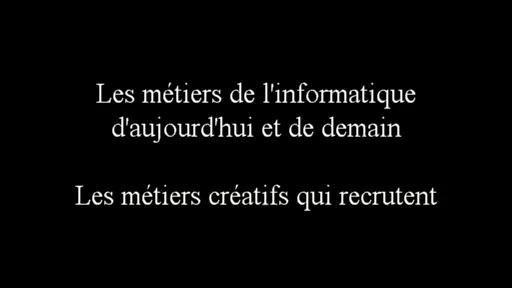 Les métiers de l'informatique
d'aujourd'hui et de demain
Les métiers créatifs qui recrutent